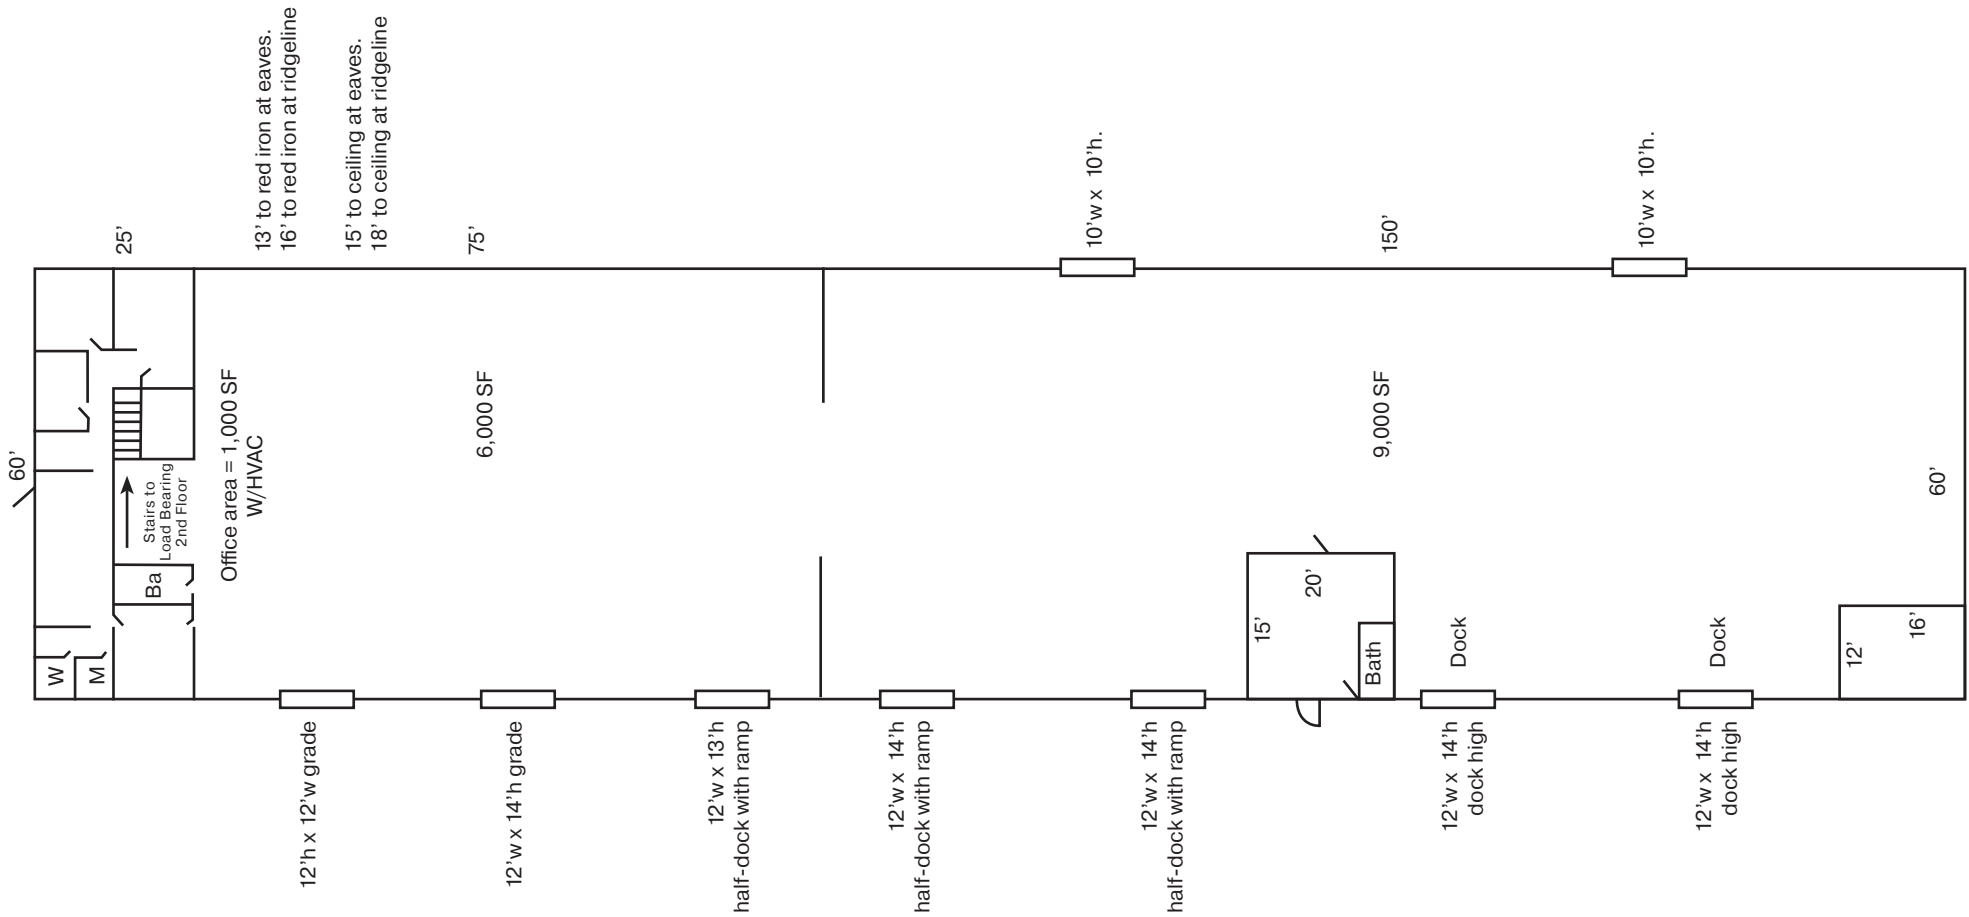 60’
25’
13’ to red iron at eaves.
16’ to red iron at ridgeline
15’ to ceiling at eaves.
18’ to ceiling at ridgeline
75’
10’w x 10’h.
150’
10’w x 10’h.
W
M
Ba
Stairs to
Load Bearing
2nd Floor
Office area = 1,000 SF
W/HVAC
6,000 SF
9,000 SF
60’
15’
20’
Bath
Dock
Dock
12’
16’
12’h x 12’w grade
12’w x 14’h grade
12’w x 13’h
half-dock with ramp
12’w x 14’h
half-dock with ramp
12’w x 14’h
half-dock with ramp
12’w x 14’h
dock high
12’w x 14’h
dock high